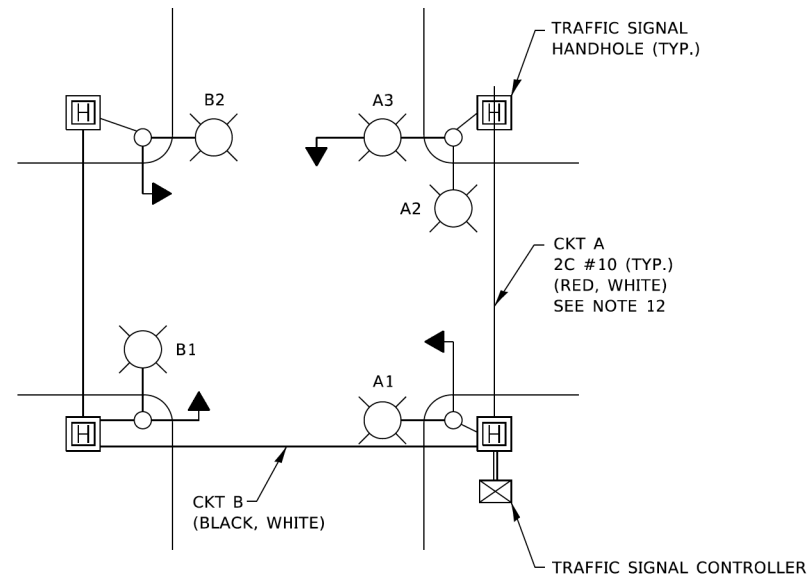 TRAFFIC SIGNAL
HANDHOLE (TYP.)
H
B2
A3
H
A2
CKT A
2C #10 (TYP.)
(RED, WHITE)
SEE NOTE 12
B1
A1
H
H
CKT B
(BLACK, WHITE)
TRAFFIC SIGNAL CONTROLLER